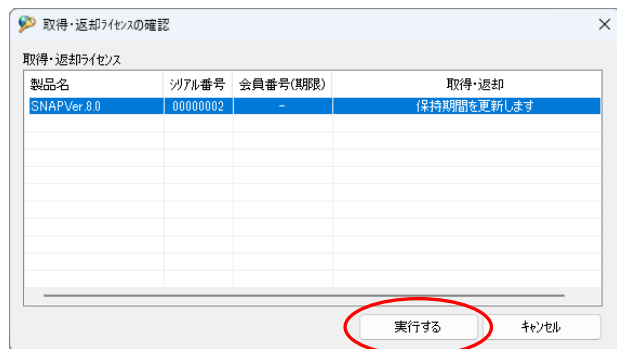 取得・返却ライセンスの確認
取得・返却ライセンス
製品名 シリアル番号 会員番号(期限) 取得・返却
SNAPVer.8.0 00000002 － 保持期間を更新します
実行する キャンセル